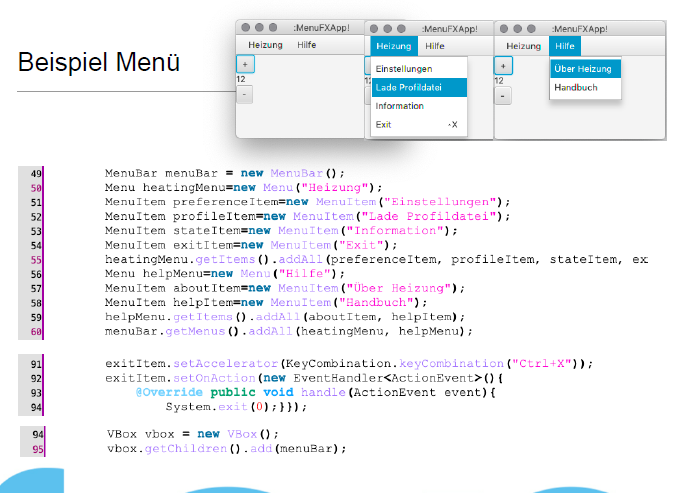 :MenuFXApp!
:MenuFXApp!
:MenuFXApp!
Heizung Hilfe
Heizung Hilfe
Heizung Hilfe
Beispiel Menü
+
12
-
Einstellungen
Lade Profildatei
Information
Exit ^X
+
12
-
Über Heizung
Handbuch
49 MenuBar menuBar = new MenuBar();
50 Menu heatingMenu=new Menu("Heizung");
51 MenuItem preferenceItem=new MenuItem("Einstellungen");
52 MenuItem profileItem=new MenuItem("Lade Profildatei");
53 MenuItem stateItem=new MenuItem("Information");
54 MenuItem exitItem=new MenuItem("Exit");
55 heatingMenu.getItems().addAll(preferenceItem, profileItem, stateItem, ex
56 Menu helpMenu=new Menu("Hilfe");
57 MenuItem aboutItem=new MenuItem("Über Heizung");
58 MenuItem helpItem=new MenuItem("Handbuch");
59 helpMenu.getItems().addAll(aboutItem, helpItem);
60 menuBar.getMenus().addAll(heatingMenu, helpMenu);
91 exitItem.setAccelerator(KeyCombination.keyCombination("Ctrl+X"));
92 exitItem.setOnAction(new EventHandler<ActionEvent>(){
93 @Override public void handle(ActionEvent event){
94 System.exit(0);}});
94 VBox vbox = new VBox();
95 vbox.getChildren().add(menuBar);